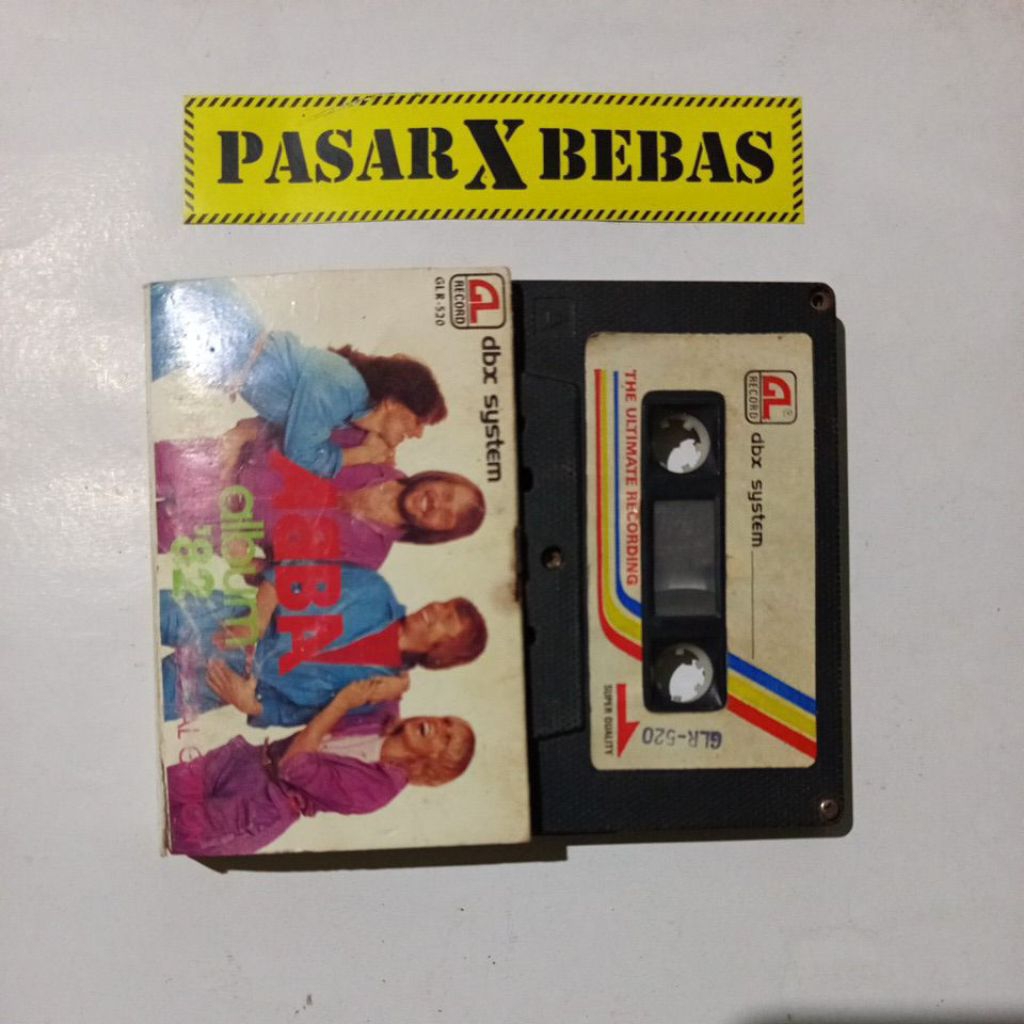 PASAR X BEBAS
GL
RECORD
GLR-520
dbx system
ABBA
album
'82
GL
RECORD
dbx system
THE ULTIMATE RECORDING
SUPER QUALITY
GLR-520